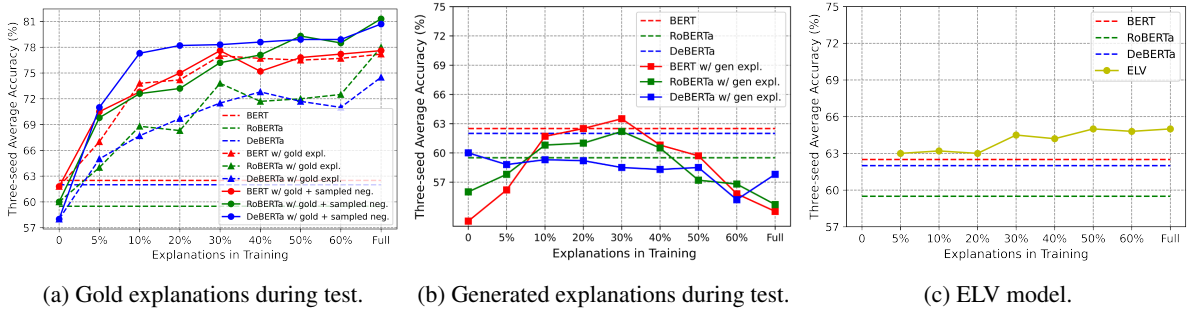 Three-seed Average Accuracy (%)
81
78
75
72
69
66
63
60
57
0 5% 10% 20% 30% 40% 50% 60% Full
Explanations in Training
BERT
RoBERTa
DeBERTa
BERT w/ gold expl.
RoBERTa w/ gold expl.
DeBERTa w/ gold expl.
BERT w/ gold + sampled neg.
RoBERTa w/ gold + sampled neg.
DeBERTa w/ gold + sampled neg.
(a) Gold explanations during test.
Three-seed Average Accuracy (%)
75
72
69
66
63
60
57
0 5% 10% 20% 30% 40% 50% 60% Full
Explanations in Training
BERT
RoBERTa
DeBERTa
BERT w/ gen expl.
RoBERTa w/ gen expl.
DeBERTa w/ gen expl.
(b) Generated explanations during test.
Three-seed Average Accuracy (%)
75
72
69
66
63
60
57
0 5% 10% 20% 30% 40% 50% 60% Full
Explanations in Training
BERT
RoBERTa
DeBERTa
ELV
(c) ELV model.